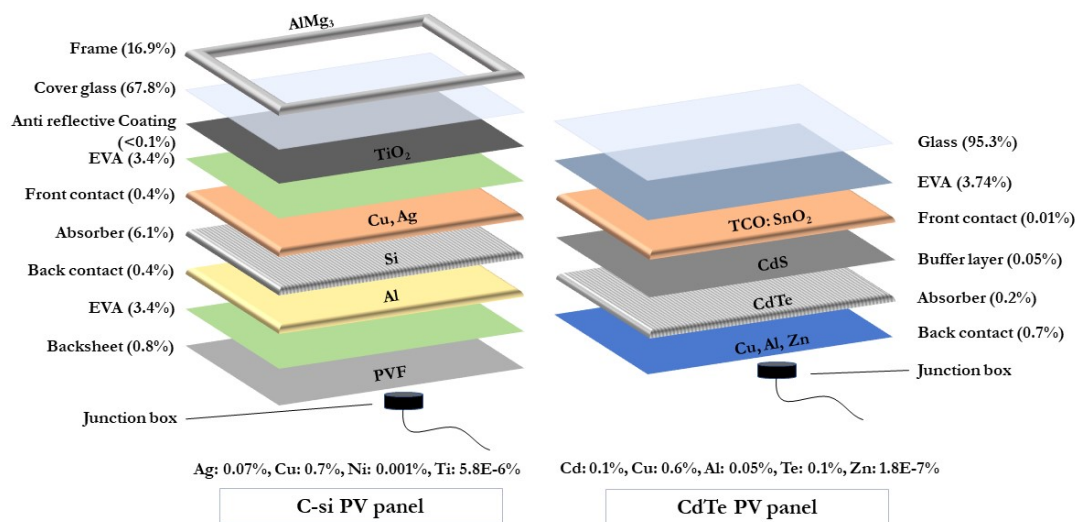 AlMg₃
Frame (16.9%)
Cover glass (67.8%)
Anti reflective Coating
(<0.1%)
TiO₂
EVA (3.4%)
Front contact (0.4%)
Cu, Ag
Absorber (6.1%)
Si
Back contact (0.4%)
Al
EVA (3.4%)
Backsheet (0.8%)
PVF
Junction box
Ag: 0.07%, Cu: 0.7%, Ni: 0.001%, Ti: 5.8E-6%
C-si PV panel
Glass (95.3%)
EVA (3.74%)
TCO: SnO₂
Front contact (0.01%)
CdS
Buffer layer (0.05%)
CdTe
Absorber (0.2%)
Cu, Al, Zn
Back contact (0.7%)
Junction box
Cd: 0.1%, Cu: 0.6%, Al: 0.05%, Te: 0.1%, Zn: 1.8E-7%
CdTe PV panel